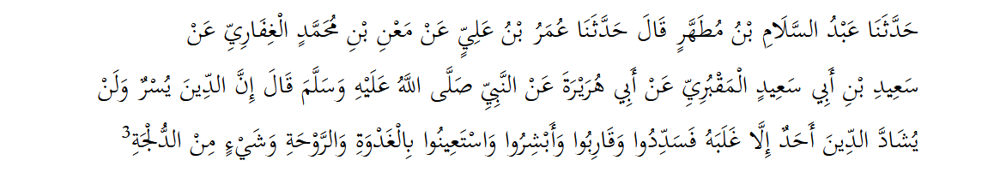 حَدَّثَنَا عَبْدُ السَّلَامِ بْنُ مُطَهَّرٍ قَالَ حَدَّثَنَا عُمَرُ بْنُ عَلِيٍّ عَنْ مَعْنِ بْنِ مُحَمَّدٍ الْغِفَارِيِّ عَنْ
سَعِيدِ بْنِ أَبِي سَعِيدٍ الْمَقْبُرِيِّ عَنْ أَبِي هُرَيْرَةَ عَنْ النَّبِيِّ صَلَّى اللَّهُ عَلَيْهِ وَسَلَّمَ قَالَ إِنَّ الدِّينَ يُسْرٌ وَلَنْ
يُشَادَّ الدِّينَ أَحَدٌ إِلَّا غَلَبَهُ فَسَدِّدُوا وَقَارِبُوا وَأَبْشِرُوا وَاسْتَعِينُوا بِالْغَدْوَةِ وَالرَّوْحَةِ وَشَيْءٍ مِنْ الدُّلْجَةِ3